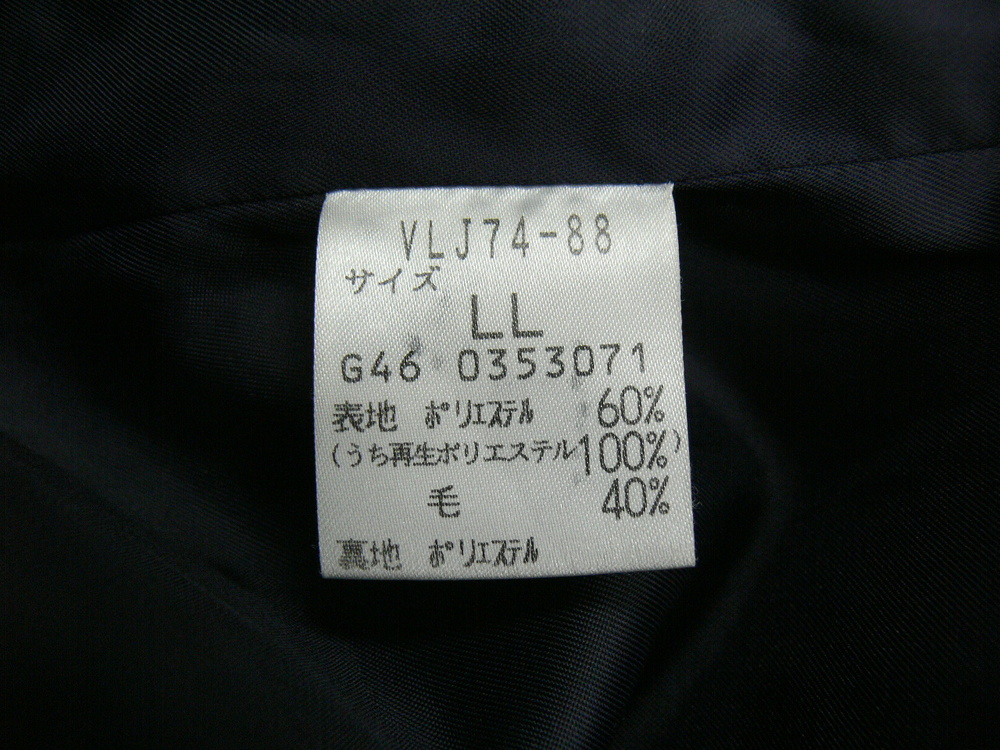 VLJ74-88
サイズ
LL
G46 0353071
表地 ポリエステル 60%
(うち再生ポリエステル100%)
毛 40%
裏地 ポリエステル